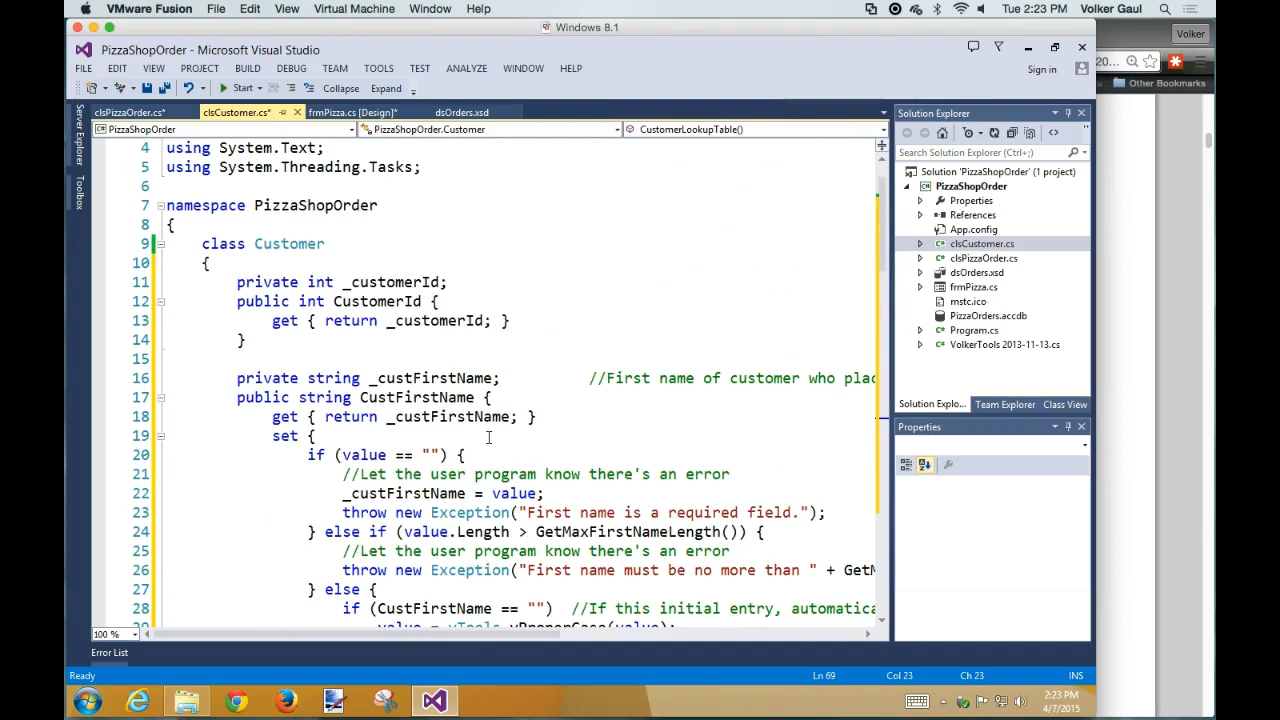 VMware Fusion File Edit View Virtual Machine Window Help Tue 2:23 PM Volker Gaul
Windows 8.1
Volker
PizzaShopOrder - Microsoft Visual Studio
FILE EDIT VIEW PROJECT BUILD DEBUG TEAM TOOLS TEST ANALYZE WINDOW HELP Sign in
20...
Other Bookmarks
Start Collapse Expand
clsPizzaOrder.cs* clsCustomer.cs* frmPizza.cs [Design]* dsOrders.xsd
PizzaShopOrder PizzaShopOrder.Customer CustomerLookupTable()
Server Explorer
Toolbox
4 using System.Text;
5 using System.Threading.Tasks;
6
7 namespace PizzaShopOrder
8 {
9 class Customer
10 {
11 private int _customerId;
12 public int CustomerId {
13 get { return _customerId; }
14 }
15
16 private string _custFirstName; //First name of customer who plac
17 public string CustFirstName {
18 get { return _custFirstName; }
19 set {
20 if (value == "") {
21 //Let the user program know there's an error
22 _custFirstName = value;
23 throw new Exception("First name is a required field.");
24 } else if (value.Length > GetMaxFirstNameLength()) {
25 //Let the user program know there's an error
26 throw new Exception("First name must be no more than " + GetM
27 } else {
28 if (CustFirstName == "") //If this initial entry, automatica
100 %
Solution Explorer
Search Solution Explorer (Ctrl+;)
Solution 'PizzaShopOrder' (1 project)
PizzaShopOrder
Properties
References
App.config
clsCustomer.cs
clsPizzaOrder.cs
dsOrders.xsd
frmPizza.cs
mstc.ico
PizzaOrders.accdb
Program.cs
VolkerTools 2013-11-13.cs
Solution Explo... Team Explorer Class View
Properties
Error List
Ready Ln 69 Col 23 Ch 23 INS
2:23 PM
4/7/2015